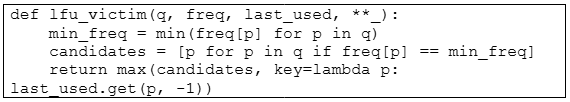 def lfu_victim(q, freq, last_used, **_):
    min_freq = min(freq[p] for p in q)
    candidates = [p for p in q if freq[p] == min_freq]
    return max(candidates, key=lambda p:
last_used.get(p, -1))